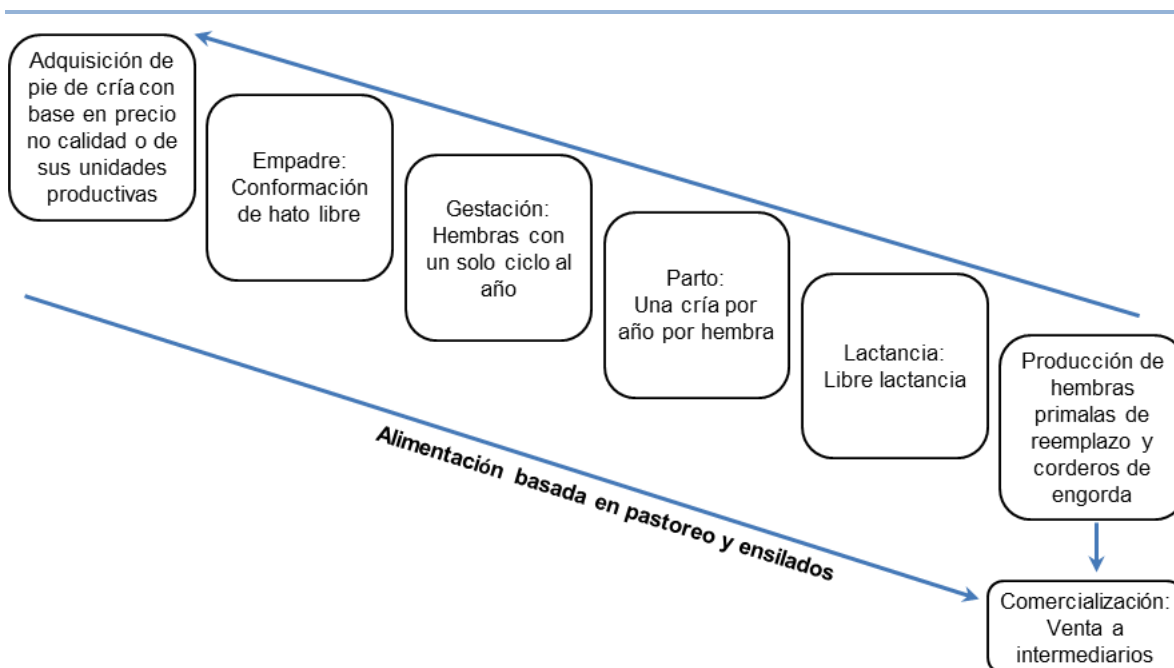 Adquisición de
pie de cría con
base en precio
no calidad o de
sus unidades
productivas
Empadre:
Conformación
de hato libre
Gestación:
Hembras con
un solo ciclo al
año
Parto:
Una cría por
año por hembra
Lactancia:
Libre lactancia
Producción de
hembras
primalas de
reemplazo y
corderos de
engorda
Alimentación basada en pastoreo y ensilados
Comercialización:
Venta a
intermediarios